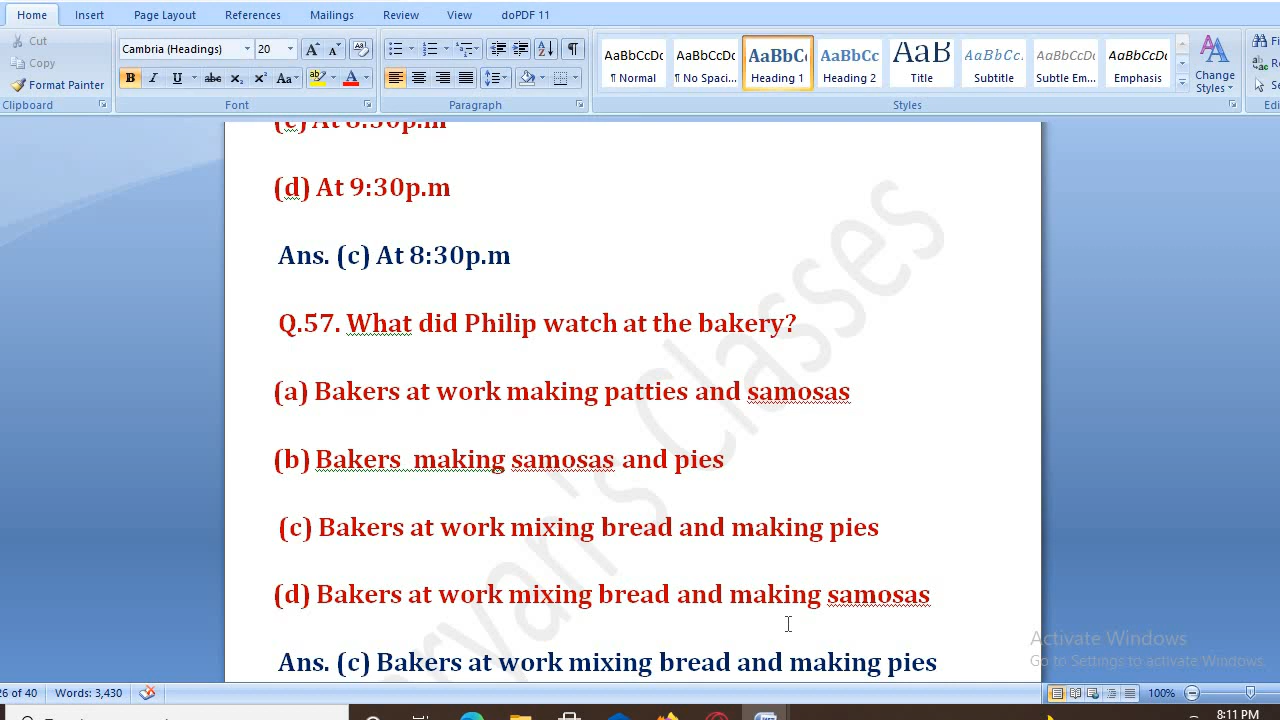 Home Insert Page Layout References Mailings Review View doPDF 11
Cut
Copy
Format Painter
Clipboard
Cambria (Headings) 20
Font
Paragraph
AaBbCcDc AaBbCcDc AaBbCc AaBbCc AaB AaBbCc. AaBbCcDc AaBbCcDc
¶ Normal ¶ No Spaci... Heading 1 Heading 2 Title Subtitle Subtle Em... Emphasis
Change Styles
Styles
(d) At 9:30p.m
Ans. (c) At 8:30p.m
Q.57. What did Philip watch at the bakery?
(a) Bakers at work making patties and samosas
(b) Bakers  making samosas and pies
(c) Bakers at work mixing bread and making pies
(d) Bakers at work mixing bread and making samosas
Ans. (c) Bakers at work mixing bread and making pies
Classes
Activate Windows
Go to Settings to activate Windows.
26 of 40 Words: 3,430 100%
8:11 PM